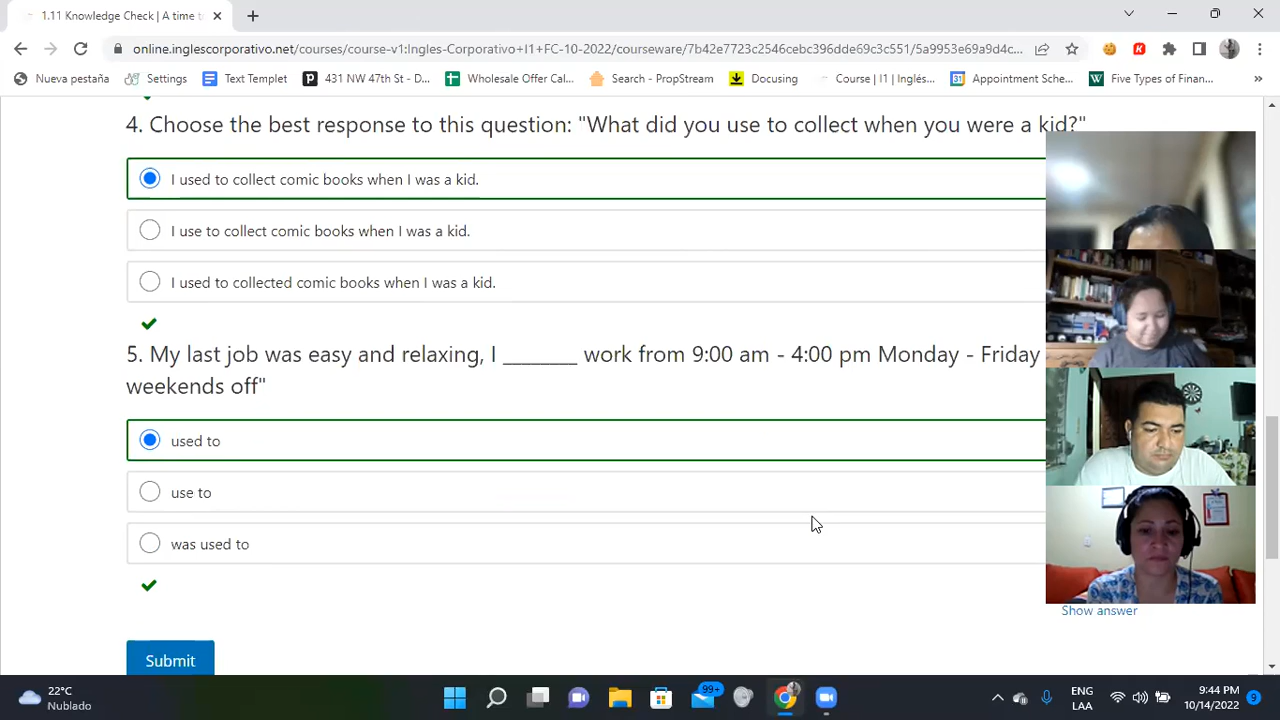 1.11 Knowledge Check | A time t
online.inglescorporativo.net/courses/course-v1:Ingles-Corporativo+I1+FC-10-2022/courseware/7b42e7723c2546cebc396dde69c3c551/5a9953e69a9d4c...
Nueva pestaña Settings Text Templet 431 NW 47th St - D... Wholesale Offer Cal... Search - PropStream Docusing Course | I1 | Ingles... Appointment Sche... Five Types of Finan... »
4. Choose the best response to this question: "What did you use to collect when you were a kid?"
I used to collect comic books when I was a kid.
I use to collect comic books when I was a kid.
I used to collected comic books when I was a kid.
5. My last job was easy and relaxing, I ________ work from 9:00 am - 4:00 pm Monday - Friday
weekends off"
used to
use to
was used to
Show answer
Submit
22°C
Nublado
99+
ENG
LAA
9:44 PM
10/14/2022
9